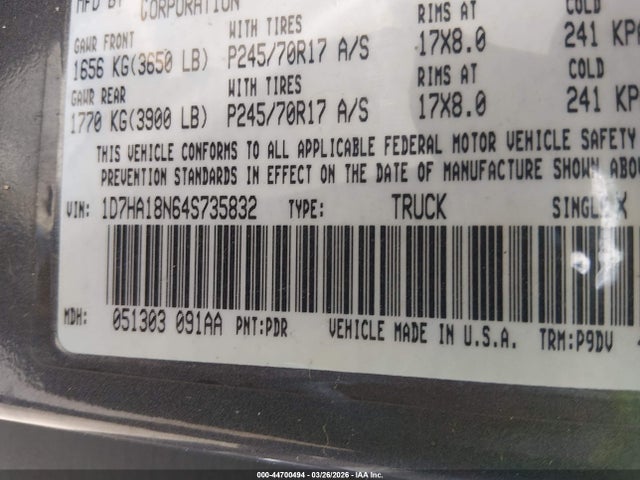 MFD BY CORPORATION
GAWR FRONT WITH TIRES RIMS AT COLD
1656 KG(3650 LB) P245/70R17 A/S 17X8.0 241 KPA
GAWR REAR WITH TIRES RIMS AT COLD
1770 KG(3900 LB) P245/70R17 A/S 17X8.0 241 KP
THIS VEHICLE CONFORMS TO ALL APPLICABLE FEDERAL MOTOR VEHICLE SAFETY
PREVENTION STANDARDS IN EFFECT ON THE DATE OF MANUFACTURE SHOWN ABOV
VIN: 1D7HA18N64S735832 TYPE: TRUCK SINGL X
MDH: 051303 091AA PNT:PDR VEHICLE MADE IN U.S.A. TRM:P9DV
000-44700494 | 03/26/2026 | IAA Inc.